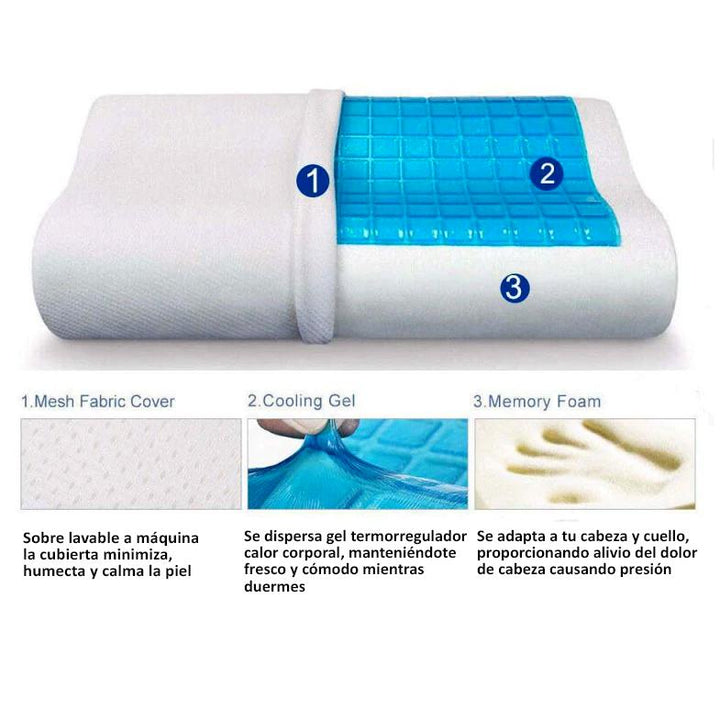 1
2
3
1.Mesh Fabric Cover
2.Cooling Gel
3.Memory Foam
Sobre lavable a máquina
la cubierta minimiza,
humecta y calma la piel
Se dispersa gel termorregulador
calor corporal, manteniéndote
fresco y cómodo mientras
duermes
Se adapta a tu cabeza y cuello,
proporcionando alivio del dolor
de cabeza causando presión